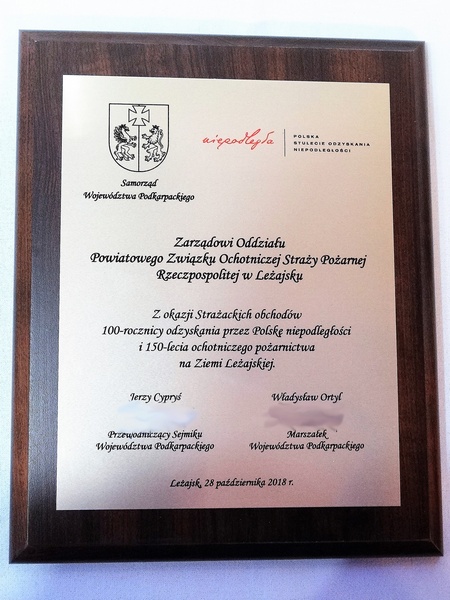 niepodległa
POLSKA
STULECIE ODZYSKANIA
NIEPODLEGŁOŚCI
Samorząd
Województwa Podkarpackiego
Zarządowi Oddziału
Powiatowego Związku Ochotniczej Straży Pożarnej
Rzeczpospolitej w Leżajsku
Z okazji Strażackich obchodów
100-rocznicy odzyskania przez Polskę niepodległości
i 150-lecia ochotniczego pożarnictwa
na Ziemi Leżajskiej.
Jerzy Cypryś
Przewodniczący Sejmiku
Województwa Podkarpackiego
Władysław Ortyl
Marszałek
Województwa Podkarpackiego
Leżajsk, 28 października 2018 r.